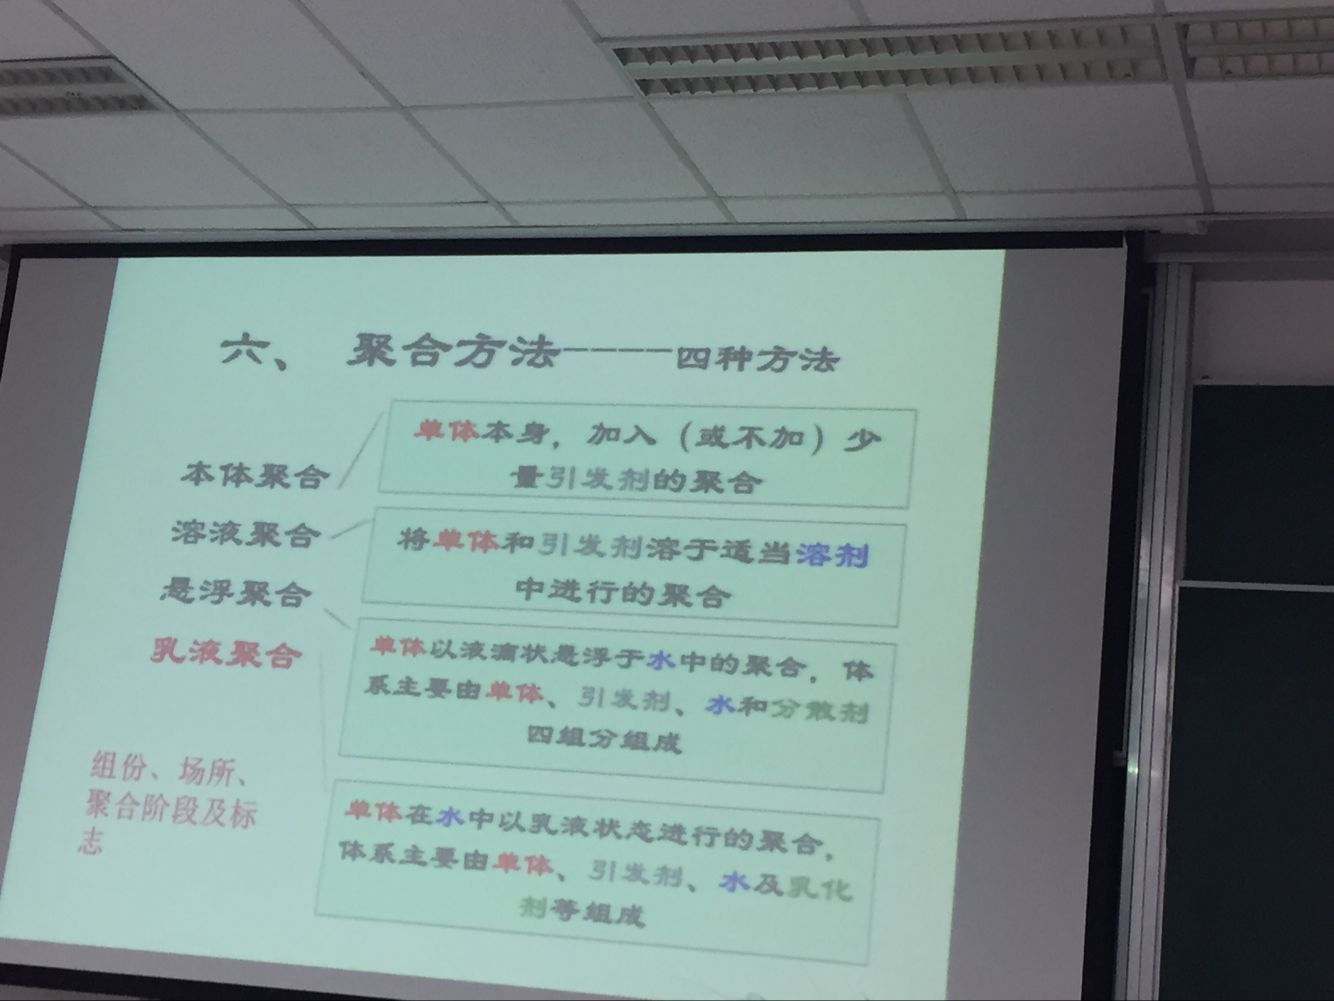 六、 聚合方法————四种方法
本体聚合
单体本身，加入（或不加）少
量引发剂的聚合
溶液聚合
将单体和引发剂溶于适当溶剂
中进行的聚合
悬浮聚合
单体以液滴状悬浮于水中的聚合，体
系主要由单体、引发剂、水和分散剂
四组分组成
乳液聚合
单体在水中以乳液状态进行的聚合，
体系主要由单体、引发剂、水及乳化
剂等组成
组份、场所、
聚合阶段及标
志